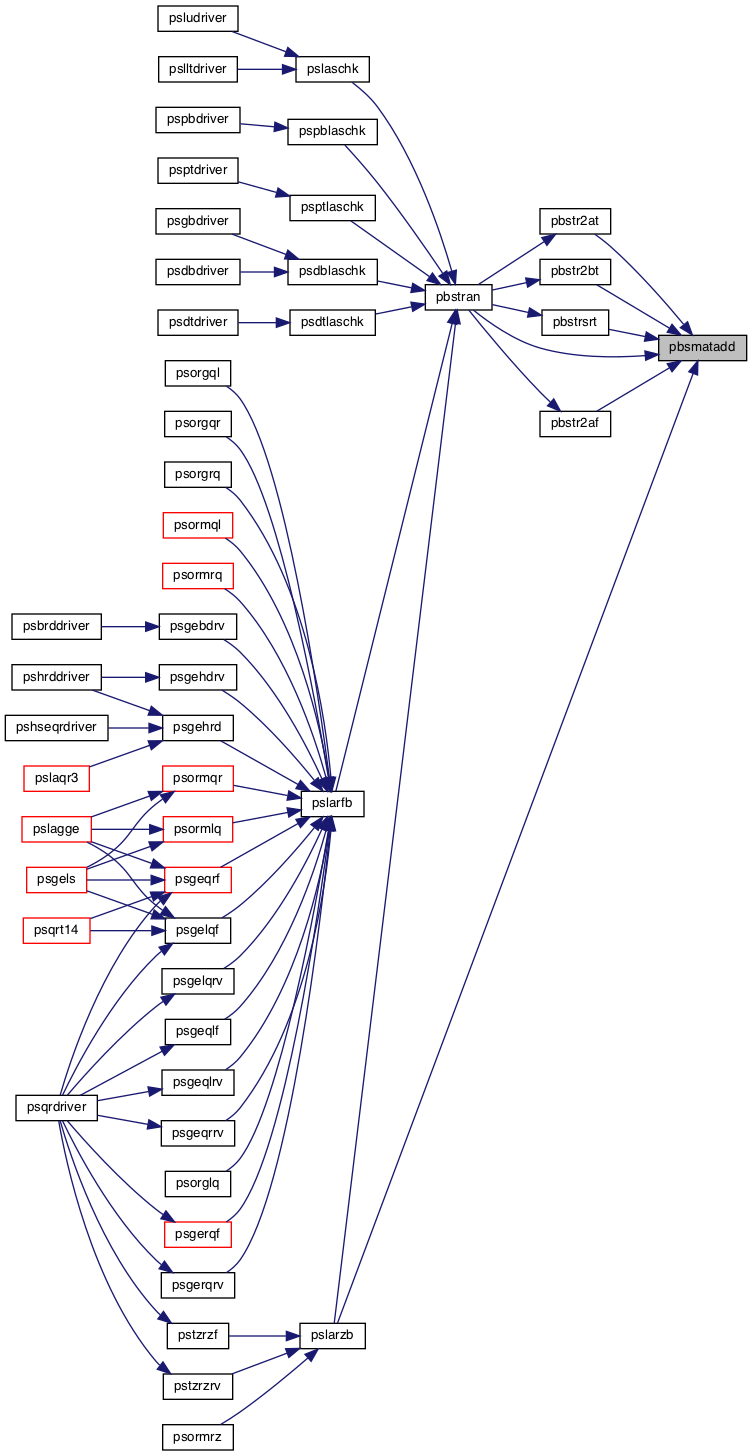 psludriver
pslltdriver
pslaschk
pspbdriver
pspblaschk
psptdriver
psptlaschk
psgbdriver
psdbdriver
psdblaschk
psdtdriver
psdtlaschk
pbstran
pbstr2at
pbstr2bt
pbstrsrt
pbsmatadd
pbstr2af
psorgql
psorgqr
psorgrq
psormql
psormrq
psbrddriver
psgebdrv
pshrddriver
psgehdrv
pshseqrdriver
psgehrd
pslaqr3
psormqr
pslarfb
pslagge
psormlq
psgels
psgeqrf
psqrt14
psgelqf
psgelqrv
psgeqlf
psgeqlrv
psqrdriver
psgeqrrv
psorglq
psgerqf
psgerqrv
pstzrzf
pslarzb
pstzrzrv
psormrz